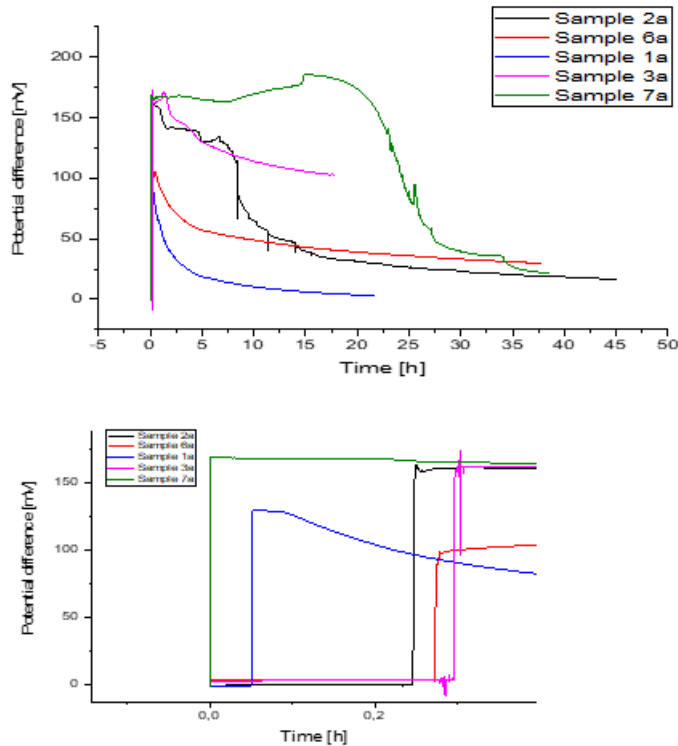 Sample 2a
Sample 6a
Sample 1a
Sample 3a
Sample 7a
200
150
100
50
0
Potential difference [mV]
-5 0 5 10 15 20 25 30 35 40 45 50
Time [h]
Sample 2a
Sample 6a
Sample 1a
Sample 3a
Sample 7a
150
100
50
0
Potential difference [mV]
0,0 0,2
Time [h]